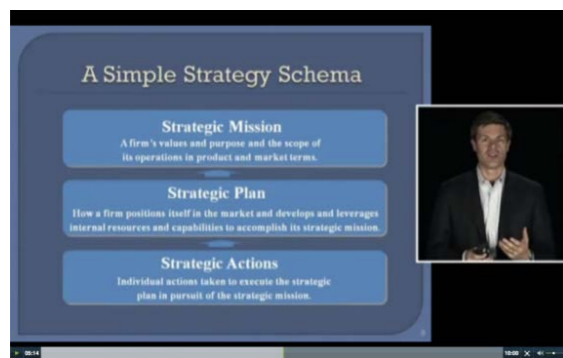 A Simple Strategy Schema
Strategic Mission
A firm's values and purpose and the scope of
its operations in product and market terms.
Strategic Plan
How a firm positions itself in the market and develops and leverages
internal resources and capabilities to accomplish its strategic mission.
Strategic Actions
Individual actions taken to execute the strategic
plan in pursuit of the strategic mission.